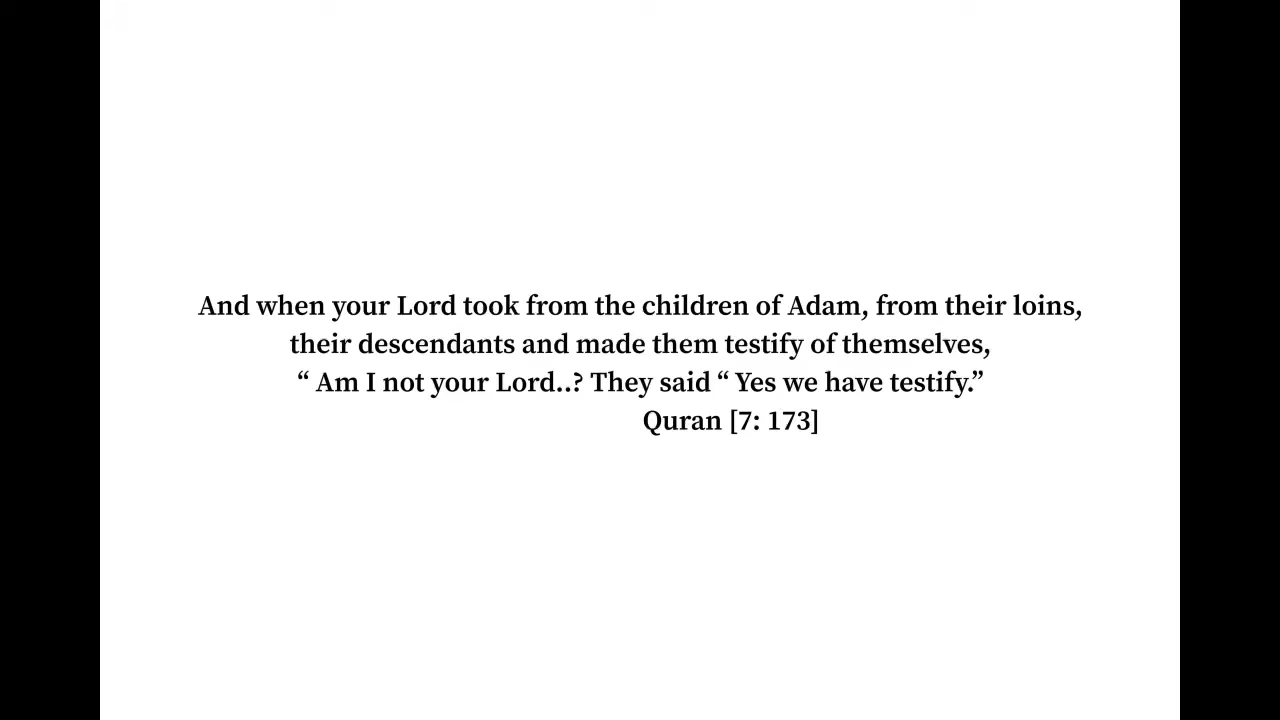 And when your Lord took from the children of Adam, from their loins,
their descendants and made them testify of themselves,
“ Am I not your Lord..? They said “ Yes we have testify.”
Quran [7: 173]